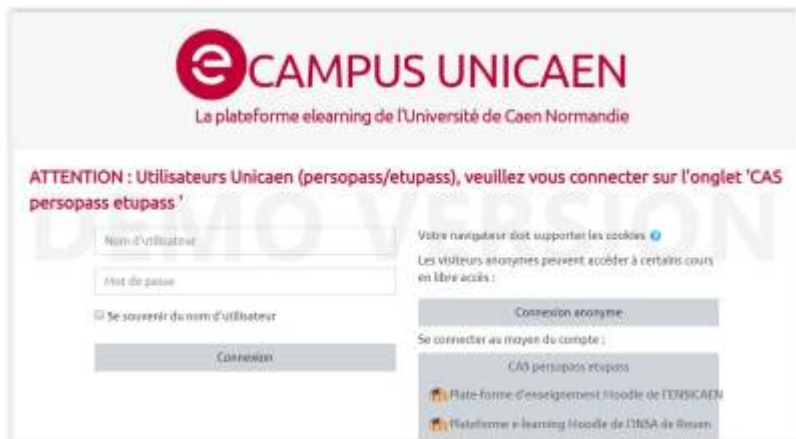 eCAMPUS UNICAEN
La plateforme elearning de l'Université de Caen Normandie
ATTENTION : Utilisateurs Unicaen (persopass/etupass), veuillez vous connecter sur l'onglet 'CAS
persopass etupass '
DEMO VERSION
Nom d'utilisateur
Mot de passe
Se souvenir du nom d'utilisateur
Connexion
Votre navigateur doit supporter les cookies
Les visiteurs anonymes peuvent accéder à certains cours
en libre accès :
Connexion anonyme
Se connecter au moyen du compte :
CAS persopass etupass
Plate-forme d'enseignement Moodle de l'ENSICAEN
Plateforme e-learning Moodle de l'INSA de Rouen